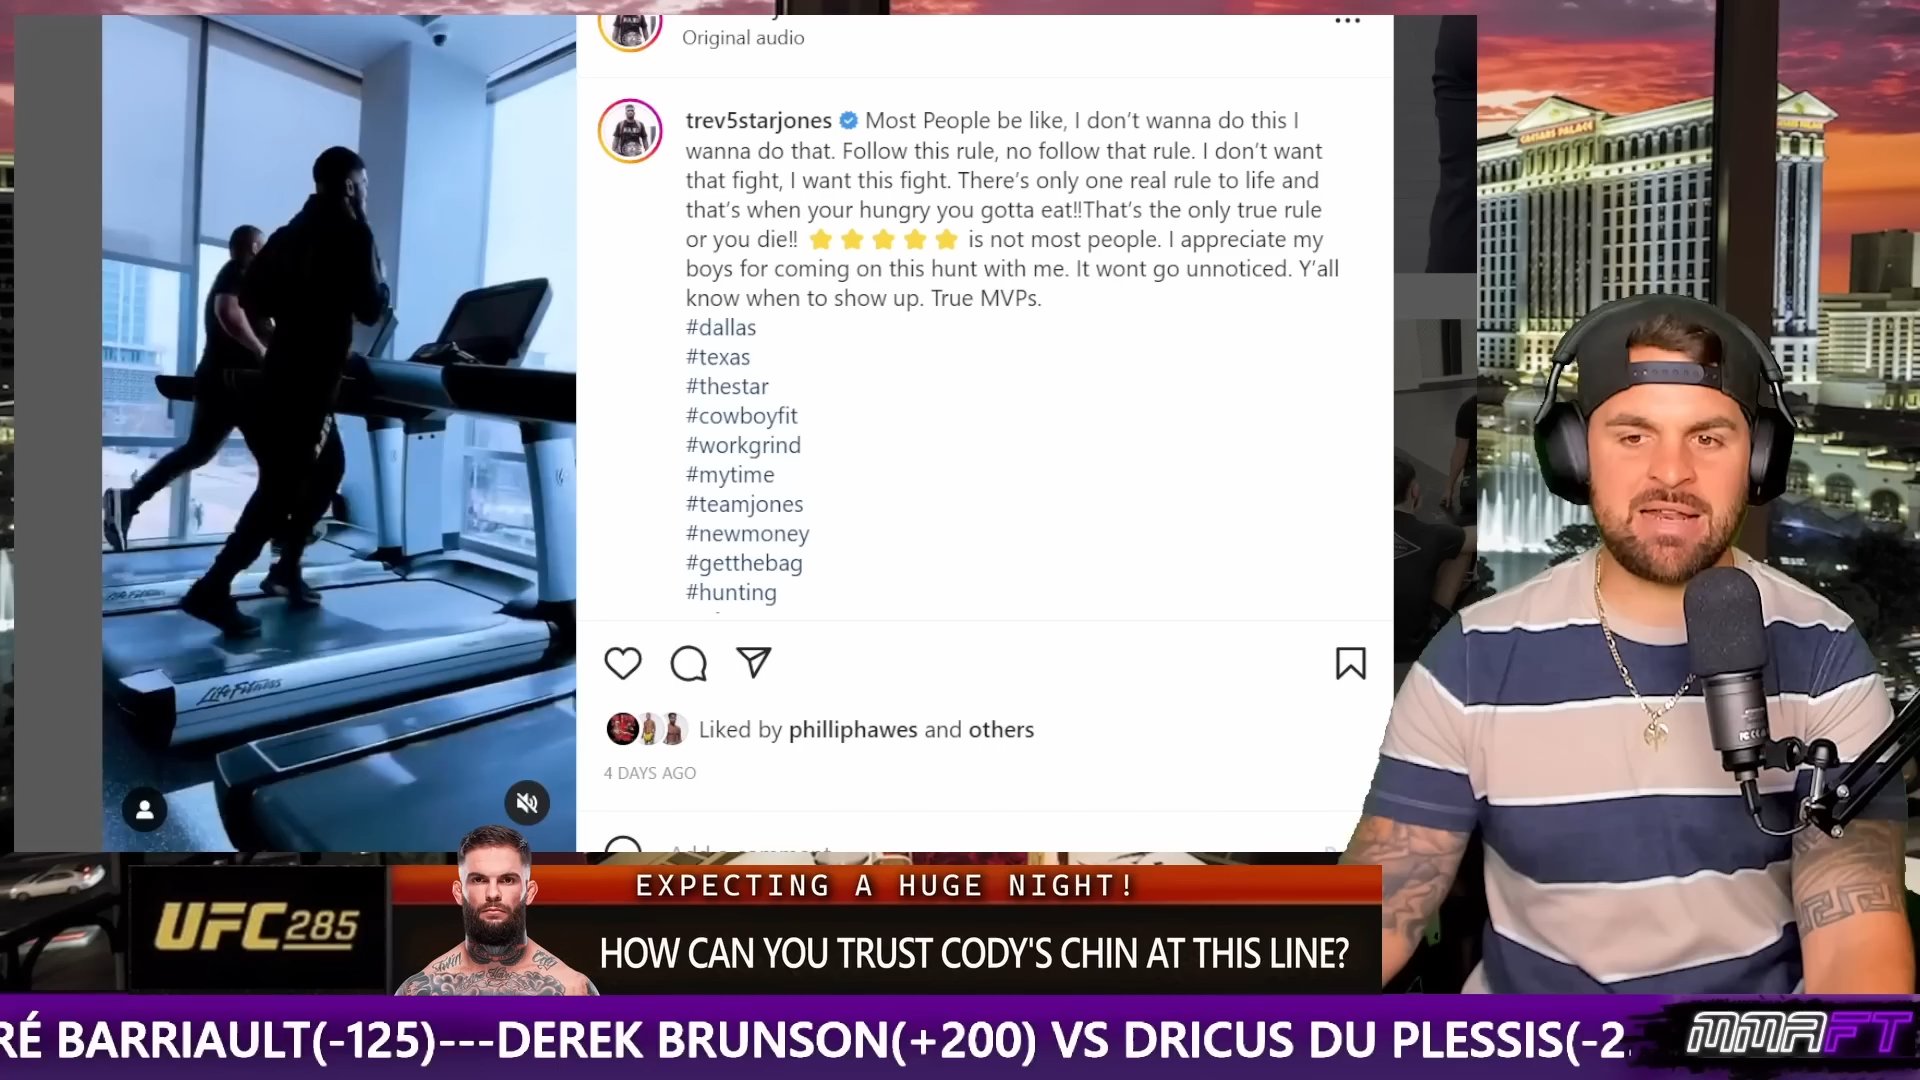 Original audio
trev5starjones Most People be like, I don't wanna do this I
wanna do that. Follow this rule, no follow that rule. I don't want
that fight, I want this fight. There's only one real rule to life and
that's when your hungry you gotta eat!!That's the only true rule
or you die!! ⭐⭐⭐⭐⭐ is not most people. I appreciate my
boys for coming on this hunt with me. It wont go unnoticed. Y'all
know when to show up. True MVPs.
#dallas
#texas
#thestar
#cowboyfit
#workgrind
#mytime
#teamjones
#newmoney
#getthebag
#hunting
Liked by philliphawes and others
4 DAYS AGO
LifeFitness
CAESARS PALACE
EXPECTING A HUGE NIGHT!
UFC 285
HOW CAN YOU TRUST CODY'S CHIN AT THIS LINE?
RÉ BARRIAULT(-125)---DEREK BRUNSON(+200) VS DRICUS DU PLESSIS(-2
MMAFT